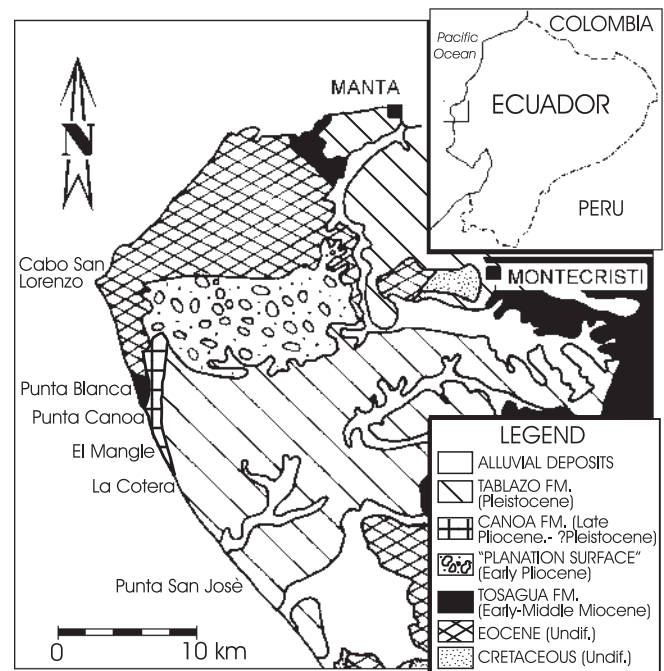 COLOMBIA
Pacific
Ocean
ECUADOR
PERU
MANTA
N
Cabo San
Lorenzo
MONTECRISTI
Punta Blanca
Punta Canoa
El Mangle
La Cotera
Punta San Josè
0 10 km
LEGEND
ALLUVIAL DEPOSITS
TABLAZO FM.
(Pleistocene)
CANOA FM. (Late
Pliocene.- ?Pleistocene)
"PLANATION SURFACE"
(Early Pliocene)
TOSAGUA FM.
(Early-Middle Miocene)
EOCENE (Undif.)
CRETACEOUS (Undif.)